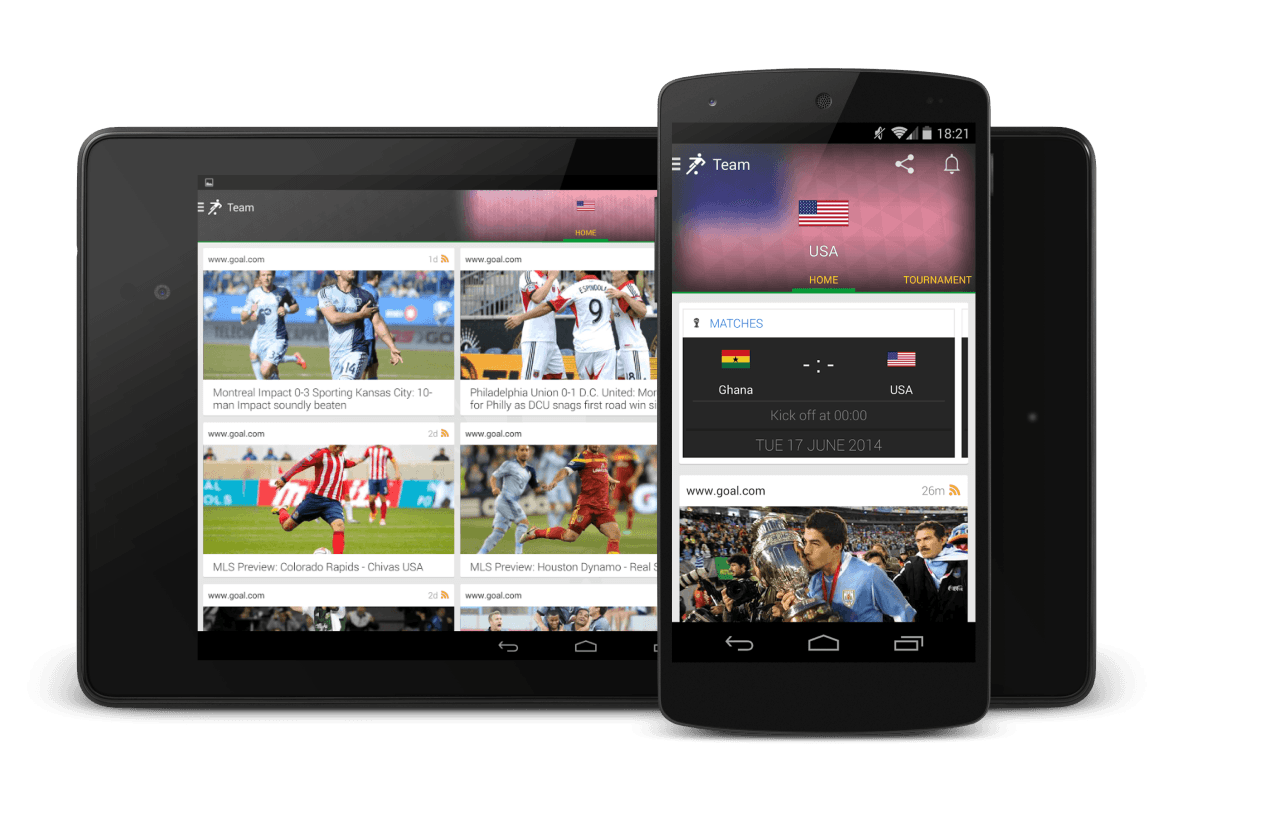 Team
HOME
www.goal.com
1d
Montreal Impact 0-3 Sporting Kansas City: 10-
man Impact soundly beaten
www.goal.com
ESPINDOLA
9
14
Philadelphia Union 0-1 D.C. United:
for Philly as DCU snags first road win
www.goal.com
2d
MLS Preview: Colorado Rapids - Chivas USA
www.goal.com
MLS Preview: Houston Dynamo - Real
www.goal.com
2d
www.goal.com
18:21
Team
USA
HOME
TOURNAMENT
MATCHES
- : -
Ghana
USA
Kick off at 00:00
TUE 17 JUNE 2014
www.goal.com
26m